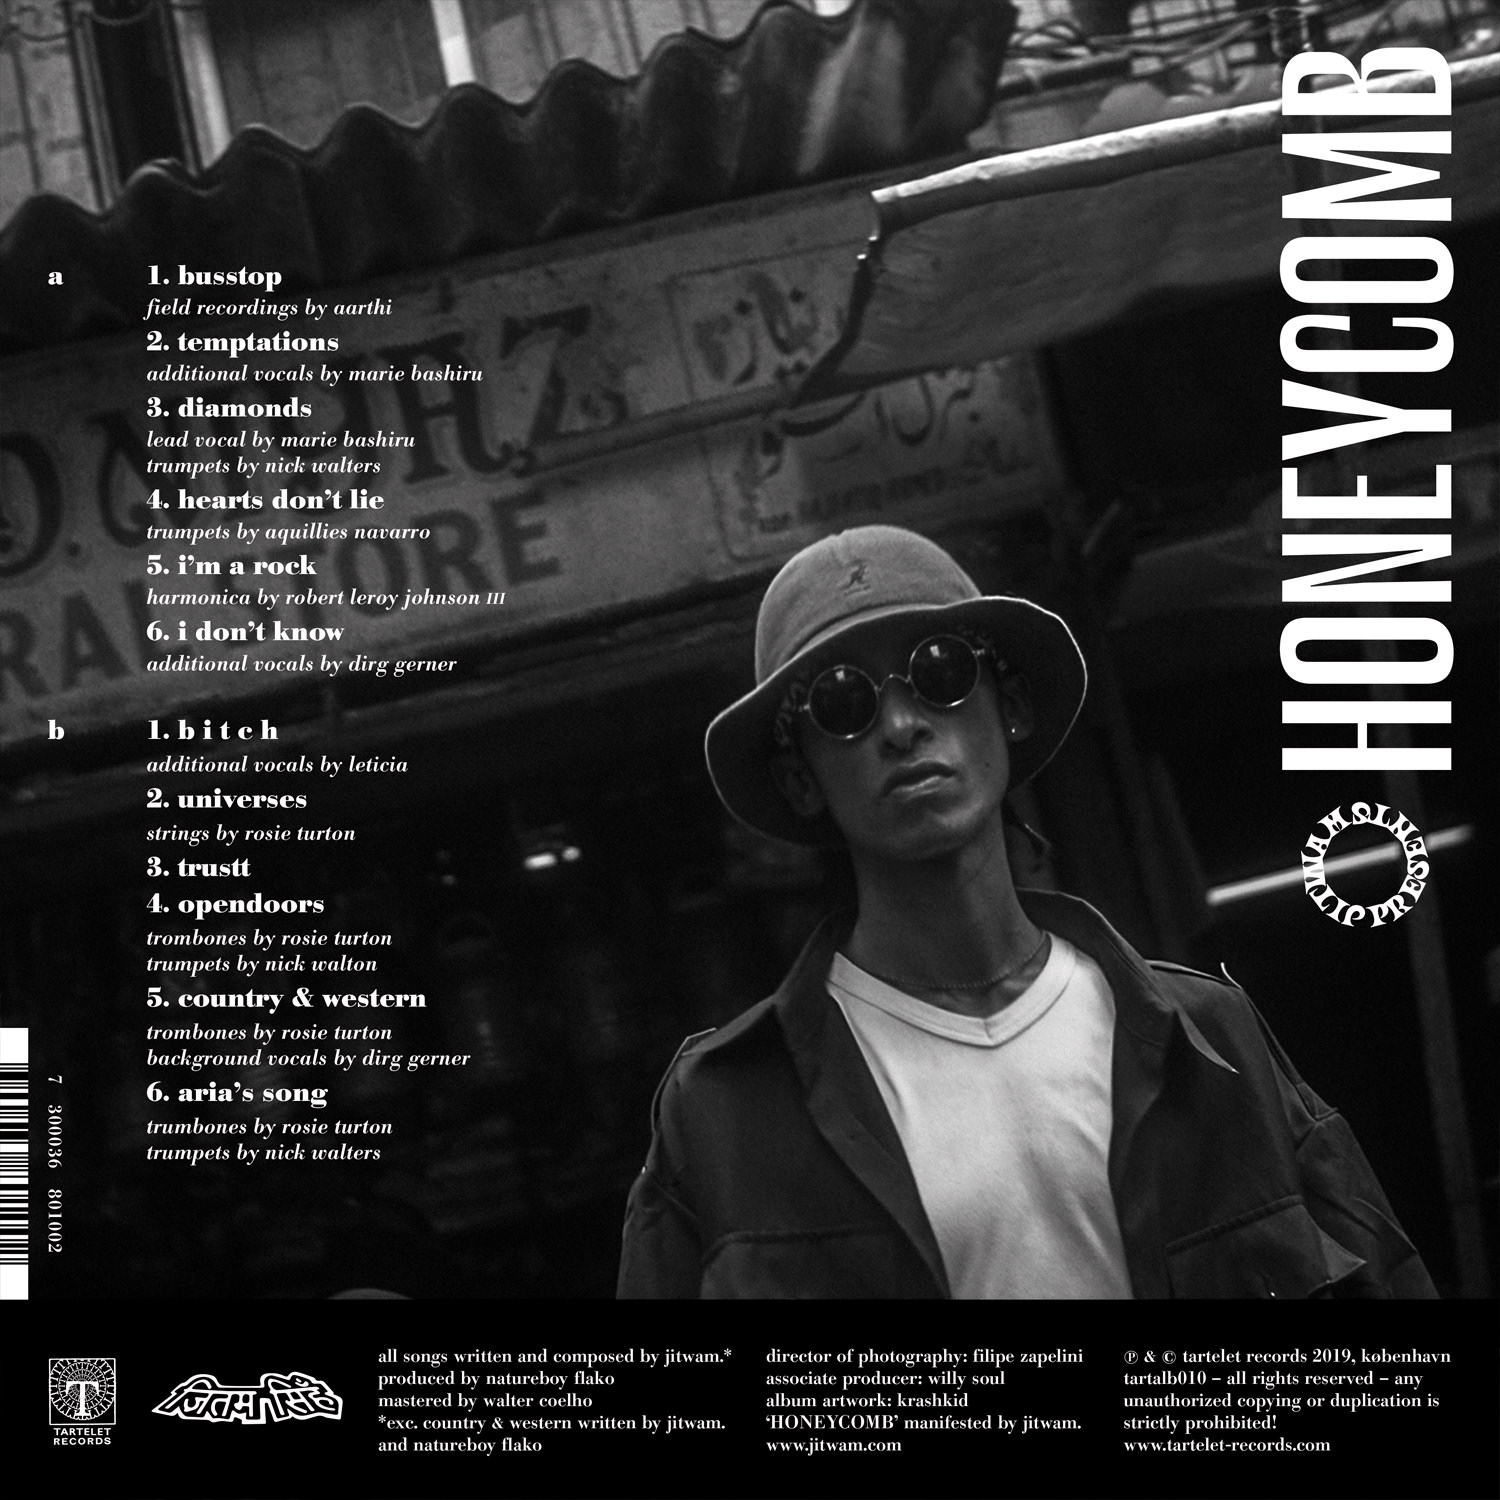 HONEYCOMB
JITWAM PRESENTS
a
1. busstop
field recordings by aarthi
2. temptations
additional vocals by marie bashiru
3. diamonds
lead vocal by marie bashiru
trumpets by nick walters
4. hearts don’t lie
trumpets by aquillies navarro
5. i’m a rock
harmonica by robert leroy johnson III
6. i don’t know
additional vocals by dirg gerner
b
1. b i t c h
additional vocals by leticia
2. universes
strings by rosie turton
3. trustt
4. opendoors
trombones by rosie turton
trumpets by nick walton
5. country & western
trombones by rosie turton
background vocals by dirg gerner
6. aria’s song
trumbones by rosie turton
trumpets by nick walters
7 300036 801002
T
TARTELET
RECORDS
जितम सिंह
all songs written and composed by jitwam.*
produced by natureboy flako
mastered by walter coelho
*exc. country & western written by jitwam.
and natureboy flako
director of photography: filipe zapelini
associate producer: willy soul
album artwork: krashkid
‘HONEYCOMB’ manifested by jitwam.
www.jitwam.com
℗ & © tartelet records 2019, københavn
tartalb010 – all rights reserved – any
unauthorized copying or duplication is
strictly prohibited!
www.tartelet-records.com